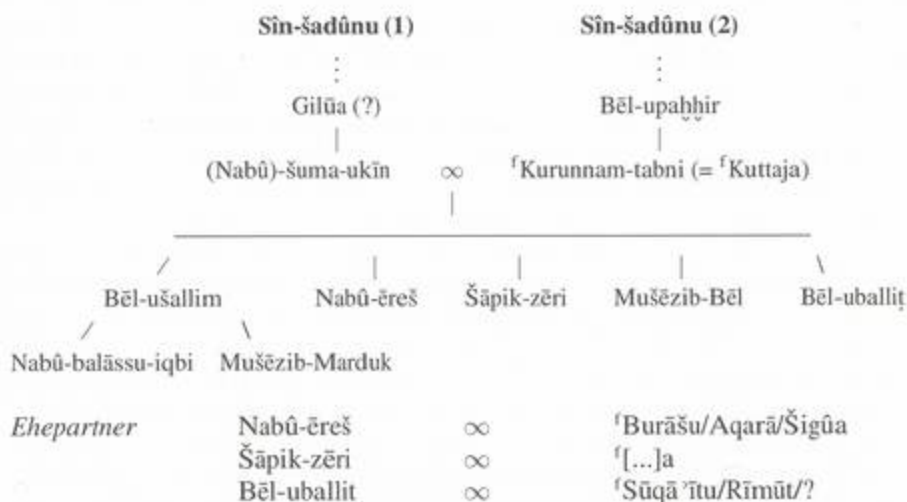 Sîn-šadûnu (1) Sîn-šadûnu (2)
Gilūa (?) Bēl-upaḫḫir
(Nabû)-šuma-ukīn ∞ ᶠKurunnam-tabni (= ᶠKuttaja)
Bēl-ušallim Nabû-ēreš Šāpik-zēri Mušēzib-Bēl Bēl-uballiṭ
Nabû-balāssu-iqbi Mušēzib-Marduk
Ehepartner Nabû-ēreš ∞ ᶠBurāšu/Aqarā/Šigûa
Šāpik-zēri ∞ ᶠ[...]a
Bēl-uballiṭ ∞ ᶠSūqāʾītu/Rīmūt/?